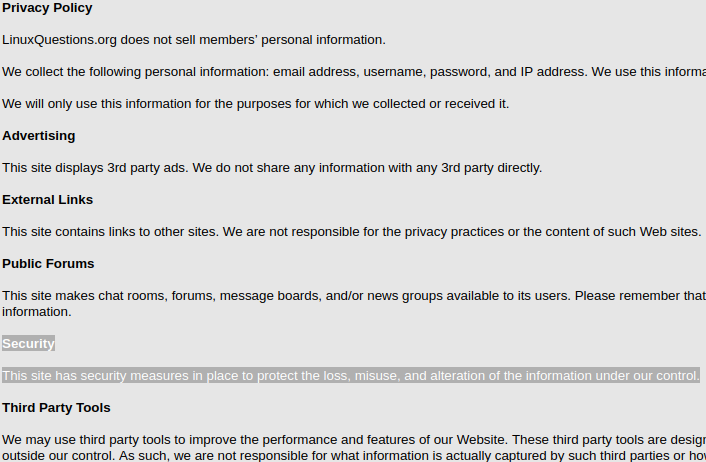 Privacy Policy
LinuxQuestions.org does not sell members' personal information.
We collect the following personal information: email address, username, password, and IP address. We use this
We will only use this information for the purposes for which we collected or received it.
Advertising
This site displays 3rd party ads. We do not share any information with any 3rd party directly.
External Links
This site contains links to other sites. We are not responsible for the privacy practices or the content of such Web sites.
Public Forums
This site makes chat rooms, forums, message boards, and/or news groups available to its users. Please remember that
information.
Security
This site has security measures in place to protect the loss, misuse, and alteration of the information under our control.
Third Party Tools
We may use third party tools to improve the performance and features of our Website. These third party tools are
outside our control. As such, we are not responsible for what information is actually captured by such third parties or